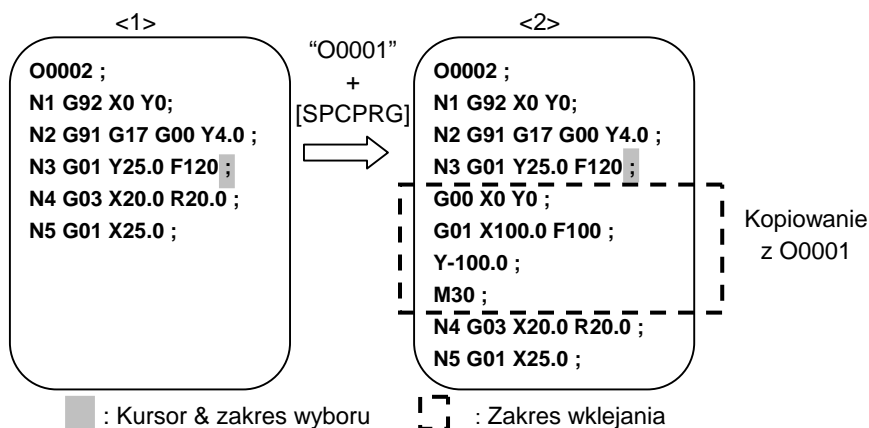 <1>
O0002 ;
N1 G92 X0 Y0;
N2 G91 G17 G00 Y4.0 ;
N3 G01 Y25.0 F120 ;
N4 G03 X20.0 R20.0 ;
N5 G01 X25.0 ;
“O0001”
+
[SPCPRG]
<2>
O0002 ;
N1 G92 X0 Y0;
N2 G91 G17 G00 Y4.0 ;
N3 G01 Y25.0 F120 ;
G00 X0 Y0 ;
G01 X100.0 F100 ;
Y-100.0 ;
M30 ;
N4 G03 X20.0 R20.0 ;
N5 G01 X25.0 ;
Kopiowanie
z O0001
: Kursor & zakres wyboru
: Zakres wklejania